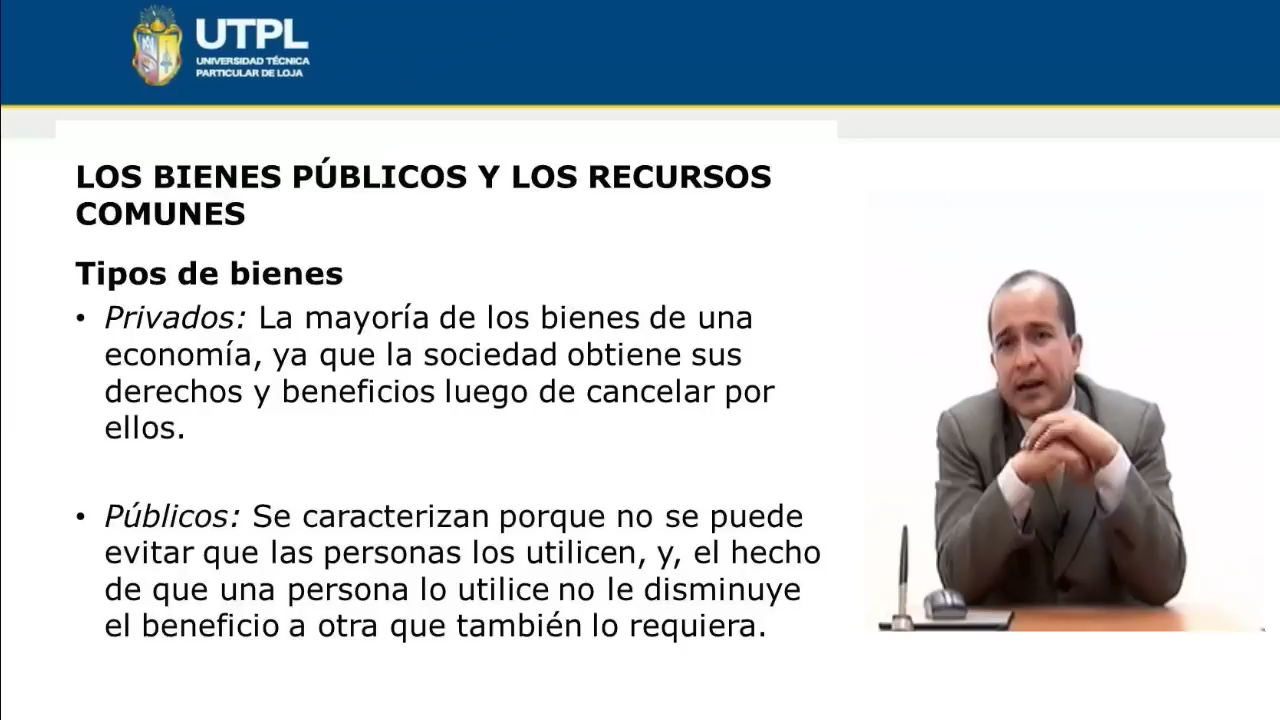 UTPL
UNIVERSIDAD TÉCNICA
PARTICULAR DE LOJA
LOS BIENES PÚBLICOS Y LOS RECURSOS
COMUNES
Tipos de bienes
• Privados: La mayoría de los bienes de una
economía, ya que la sociedad obtiene sus
derechos y beneficios luego de cancelar por
ellos.
• Públicos: Se caracterizan porque no se puede
evitar que las personas los utilicen, y, el hecho
de que una persona lo utilice no le disminuye
el beneficio a otra que también lo requiera.